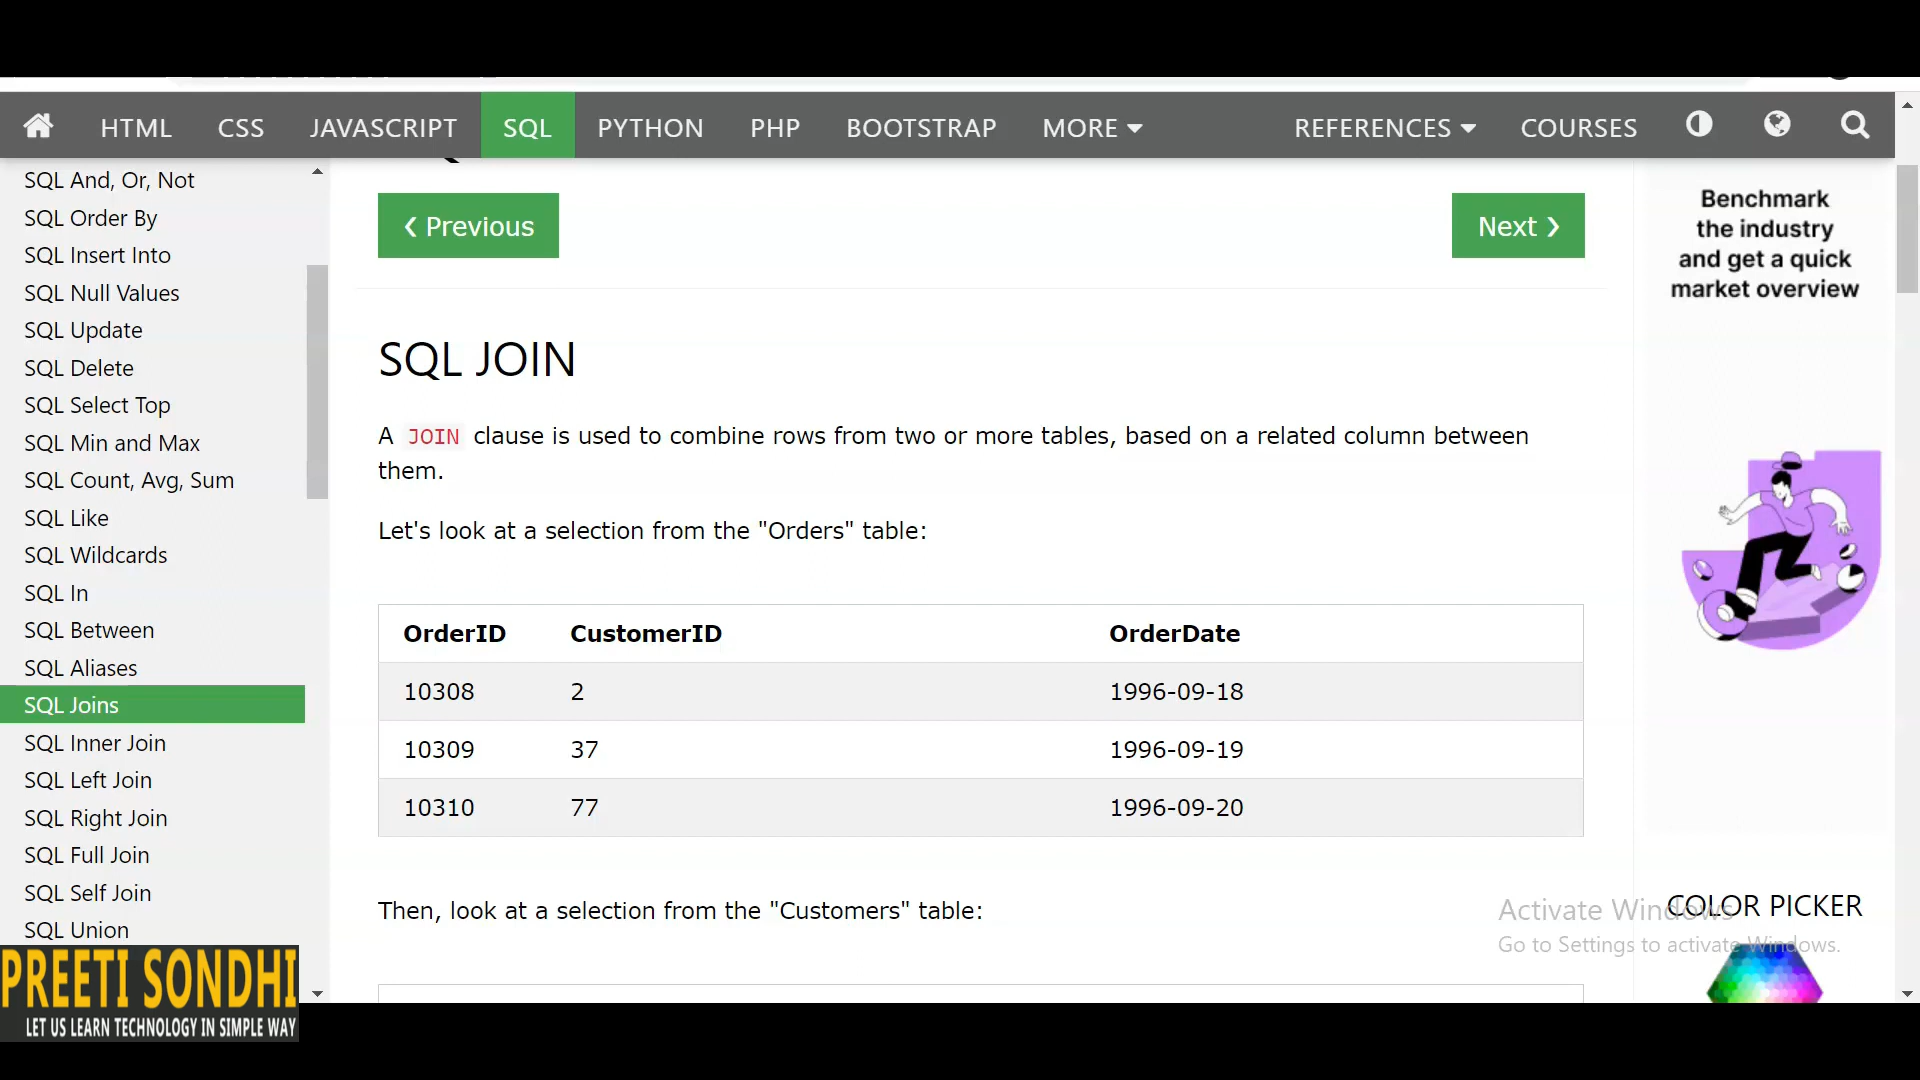 HTML CSS JAVASCRIPT SQL PYTHON PHP BOOTSTRAP MORE REFERENCES COURSES
SQL And, Or, Not
SQL Order By
SQL Insert Into
SQL Null Values
SQL Update
SQL Delete
SQL Select Top
SQL Min and Max
SQL Count, Avg, Sum
SQL Like
SQL Wildcards
SQL In
SQL Between
SQL Aliases
SQL Joins
SQL Inner Join
SQL Left Join
SQL Right Join
SQL Full Join
SQL Self Join
SQL Union
PREETI SONDHI
LET US LEARN TECHNOLOGY IN SIMPLE WAY
❮ Previous
Next ❯
SQL JOIN
A JOIN clause is used to combine rows from two or more tables, based on a related column between
them.
Let's look at a selection from the "Orders" table:
OrderID CustomerID OrderDate
10308 2 1996-09-18
10309 37 1996-09-19
10310 77 1996-09-20
Then, look at a selection from the "Customers" table:
Benchmark
the industry
and get a quick
market overview
COLOR PICKER
Activate Windows
Go to Settings to activate Windows.